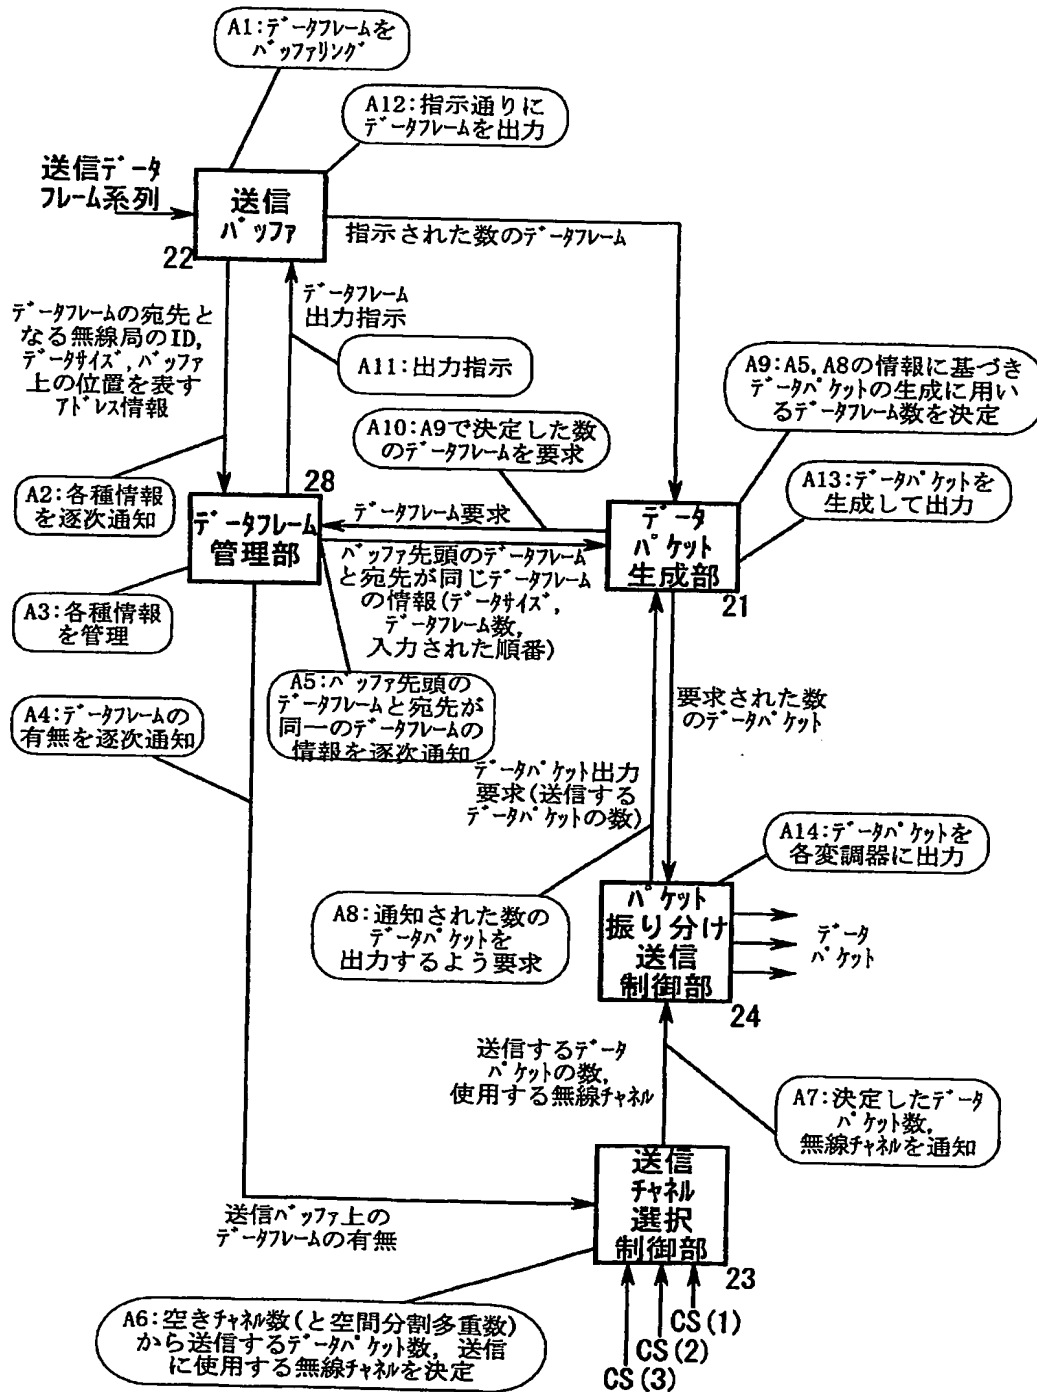 A1:データフレームを
バッファリング
A12:指示通りに
データフレームを出力
送信データ
フレーム系列
送信
バッファ
22
指示された数のデータフレーム
データフレームの宛先と
なる無線局のID,
データサイズ,バッファ
上の位置を表す
アドレス情報
データフレーム
出力指示
A11:出力指示
A9:A5,A8の情報に基づき
データパケットの生成に用い
るデータフレーム数を決定
A10:A9で決定した数
のデータフレームを要求
A2:各種情報
を逐次通知
28
データフレーム
管理部
データフレーム要求
バッファ先頭のデータフレーム
と宛先が同じデータフレーム
の情報(データサイズ,
データフレーム数,
入力された順番)
データ
パケット
生成部
21
A13:データパケットを
生成して出力
A3:各種情報
を管理
A5:バッファ先頭の
データフレームと宛先が
同一のデータフレームの
情報を逐次通知
A4:データフレームの
有無を逐次通知
要求された数
のデータパケット
データパケット出力
要求(送信する
データパケットの数)
A14:データパケットを
各変調器に出力
A8:通知された数の
データパケットを
出力するよう要求
パケット
振り分け
送信
制御部
24
データ
パケット
送信するデータ
パケットの数,
使用する無線チャネル
A7:決定したデータ
パケット数,
無線チャネルを通知
送信
チャネル
選択
制御部
23
送信バッファ上の
データフレームの有無
A6:空きチャネル数(と空間分割多重数)
から送信するデータパケット数,送信
に使用する無線チャネルを決定
CS(1)
CS(2)
CS(3)